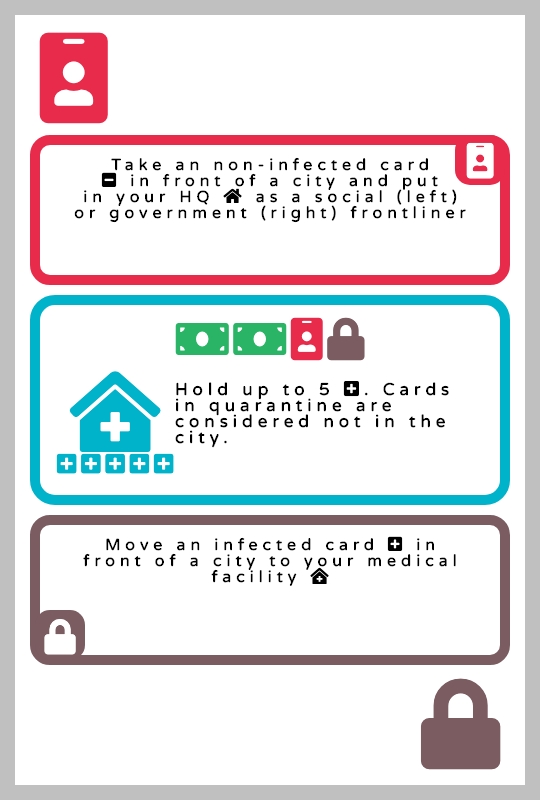 Take an non-infected card
in front of a city and put
in your HQ as a social (left)
or government (right) frontliner
Hold up to 5 . Cards
in quarantine are
considered not in the
city.
Move an infected card in
front of a city to your medical
facility